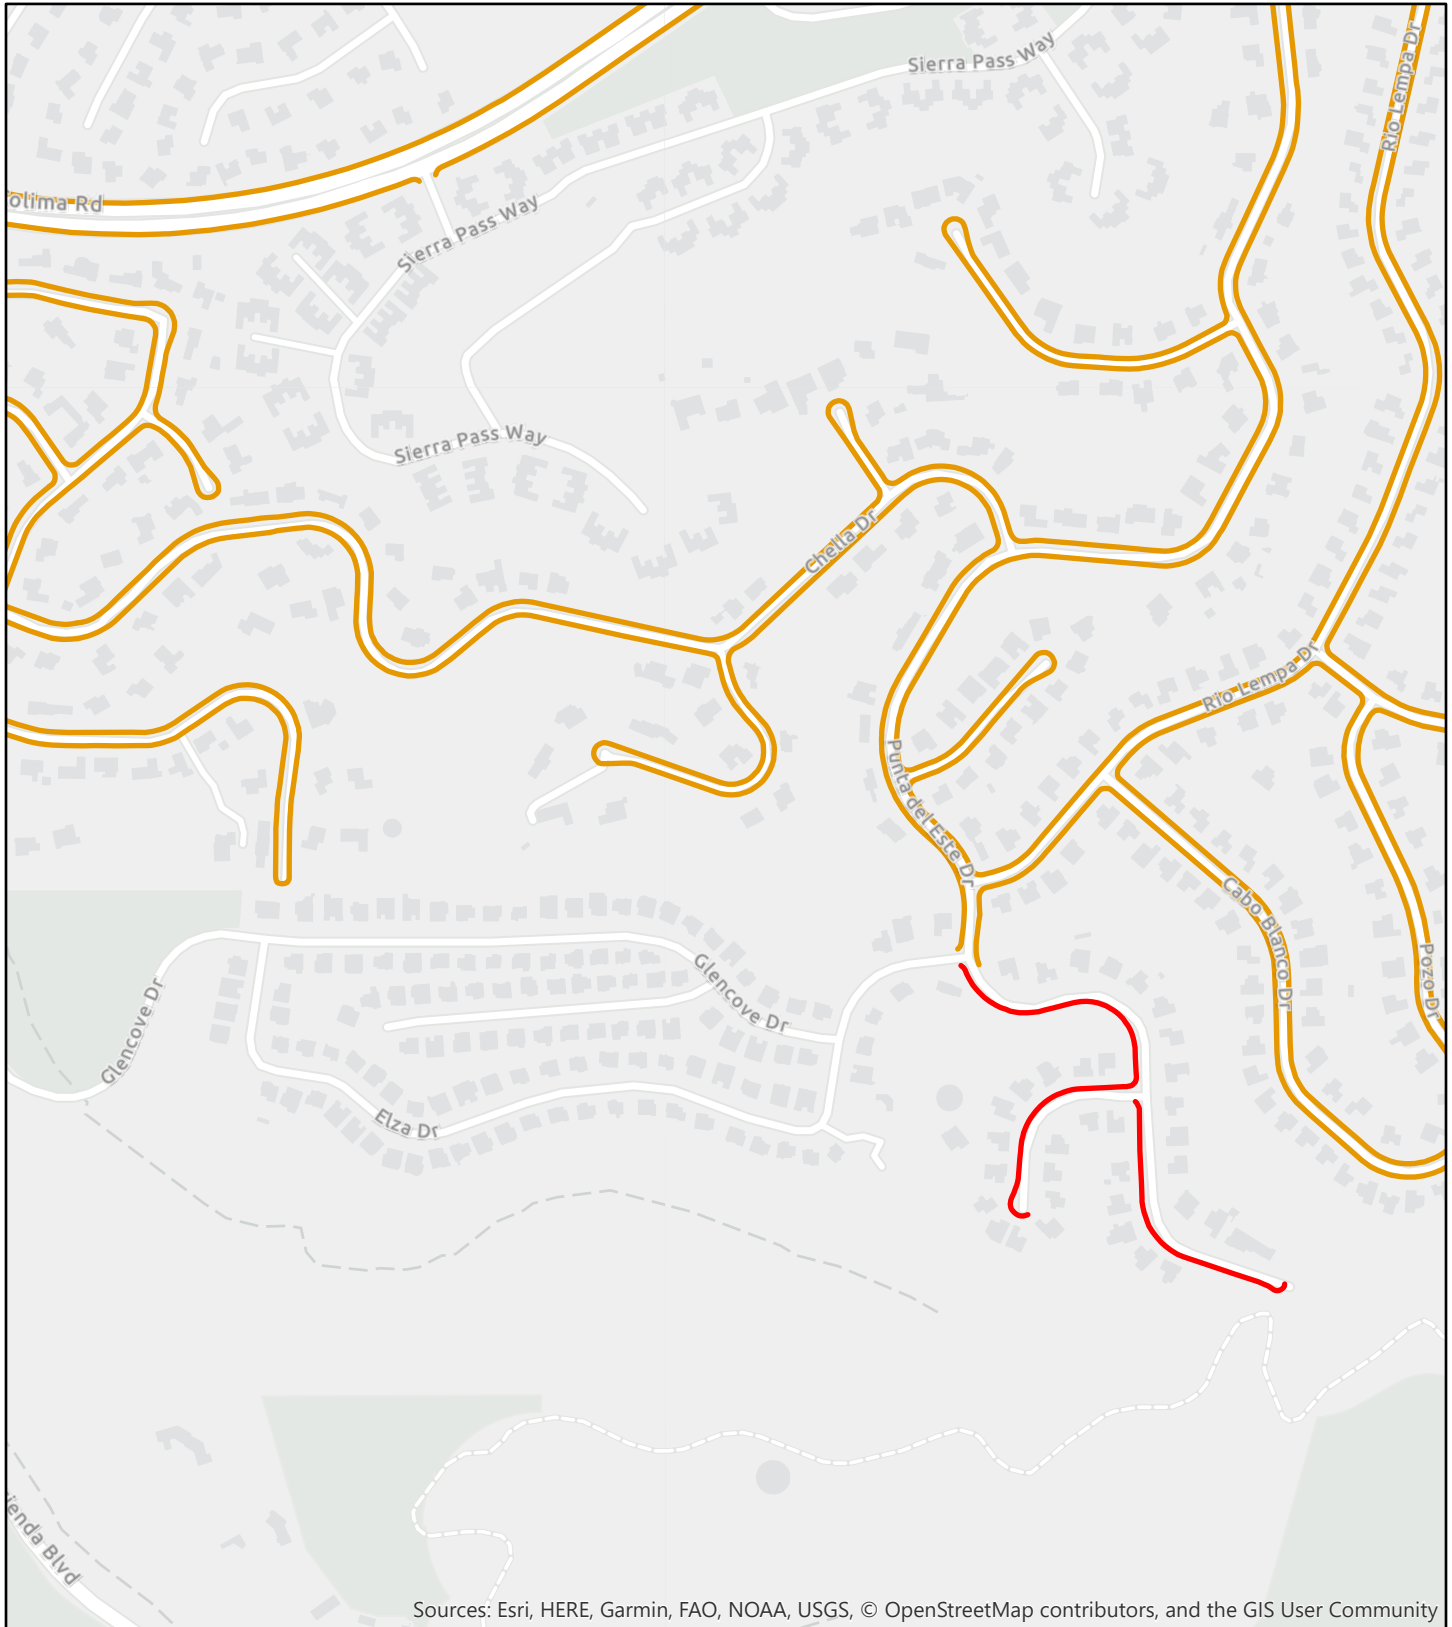 Sierra Pass Way
Rio Lempa Dr
olima Rd
Sierra Pass Way
Sierra Pass Way
Chella Dr
Rio Lempa Dr
Punta del Este Dr
Cabo Blanco Dr
Pozo Dr
Glencove Dr
Glencove Dr
Elza Dr
ienda Blvd
Sources: Esri, HERE, Garmin, FAO, NOAA, USGS, © OpenStreetMap contributors, and the GIS User Community